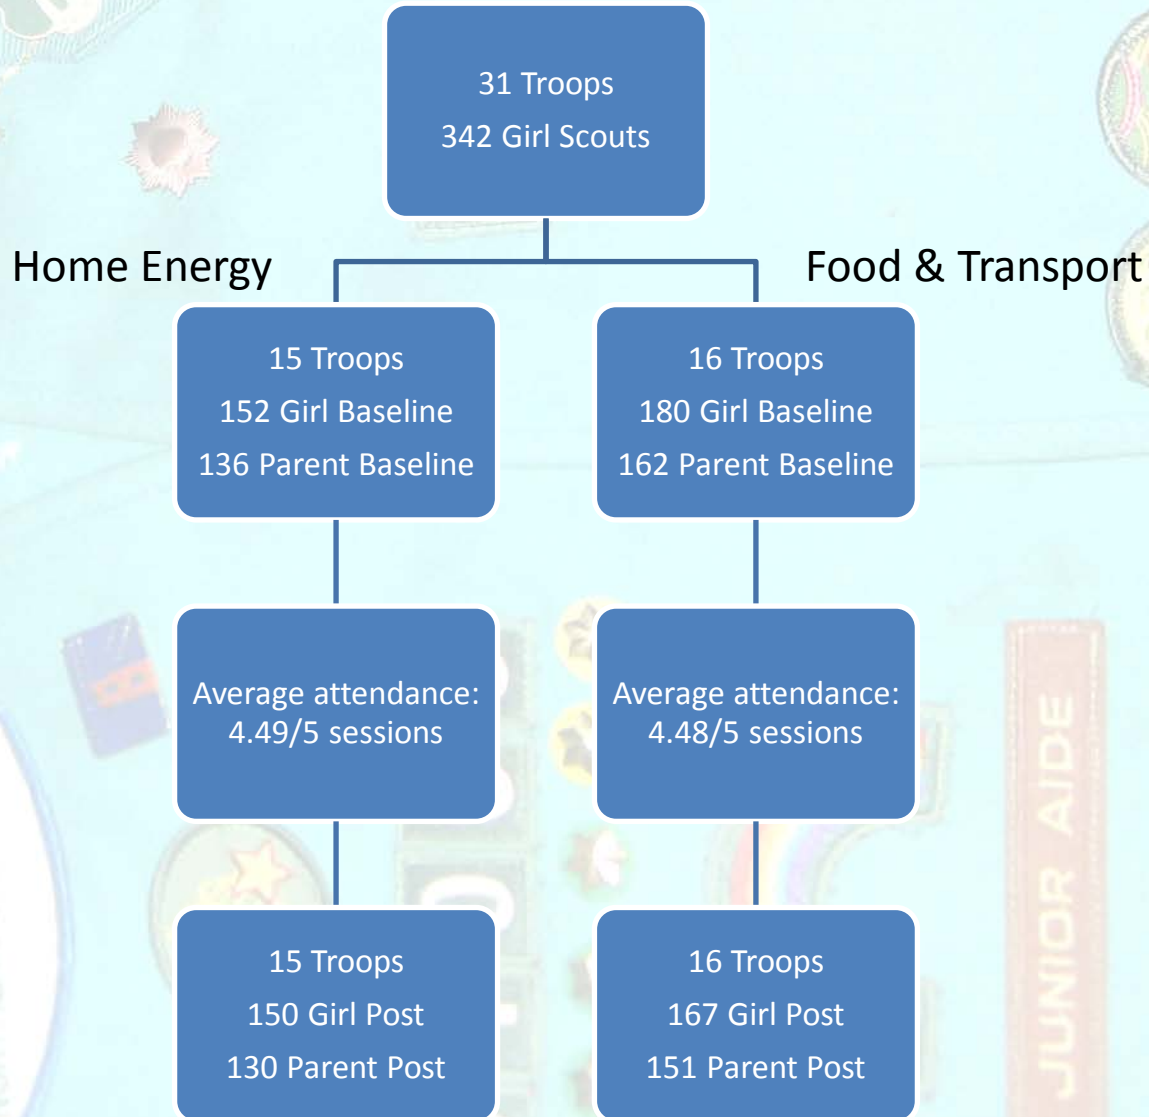 31 Troops
342 Girl Scouts
Home Energy
Food & Transport
15 Troops
152 Girl Baseline
136 Parent Baseline
16 Troops
180 Girl Baseline
162 Parent Baseline
Average attendance:
4.49/5 sessions
Average attendance:
4.48/5 sessions
15 Troops
150 Girl Post
130 Parent Post
16 Troops
167 Girl Post
151 Parent Post
JUNIOR AIDE